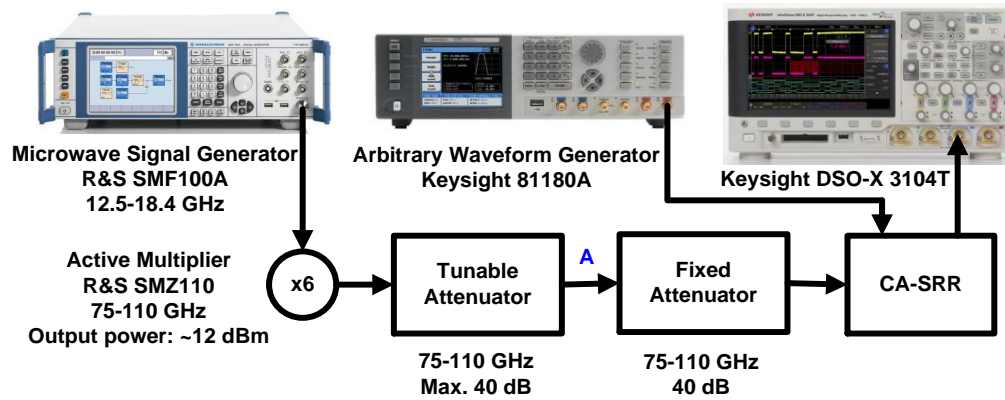 KEYSIGHT
Microwave Signal Generator
R&S SMF100A
12.5-18.4 GHz
Arbitrary Waveform Generator
Keysight 81180A
Keysight DSO-X 3104T
Active Multiplier
R&S SMZ110
75-110 GHz
Output power: ~12 dBm
x6
Tunable
Attenuator
A
Fixed
Attenuator
CA-SRR
75-110 GHz
Max. 40 dB
75-110 GHz
40 dB